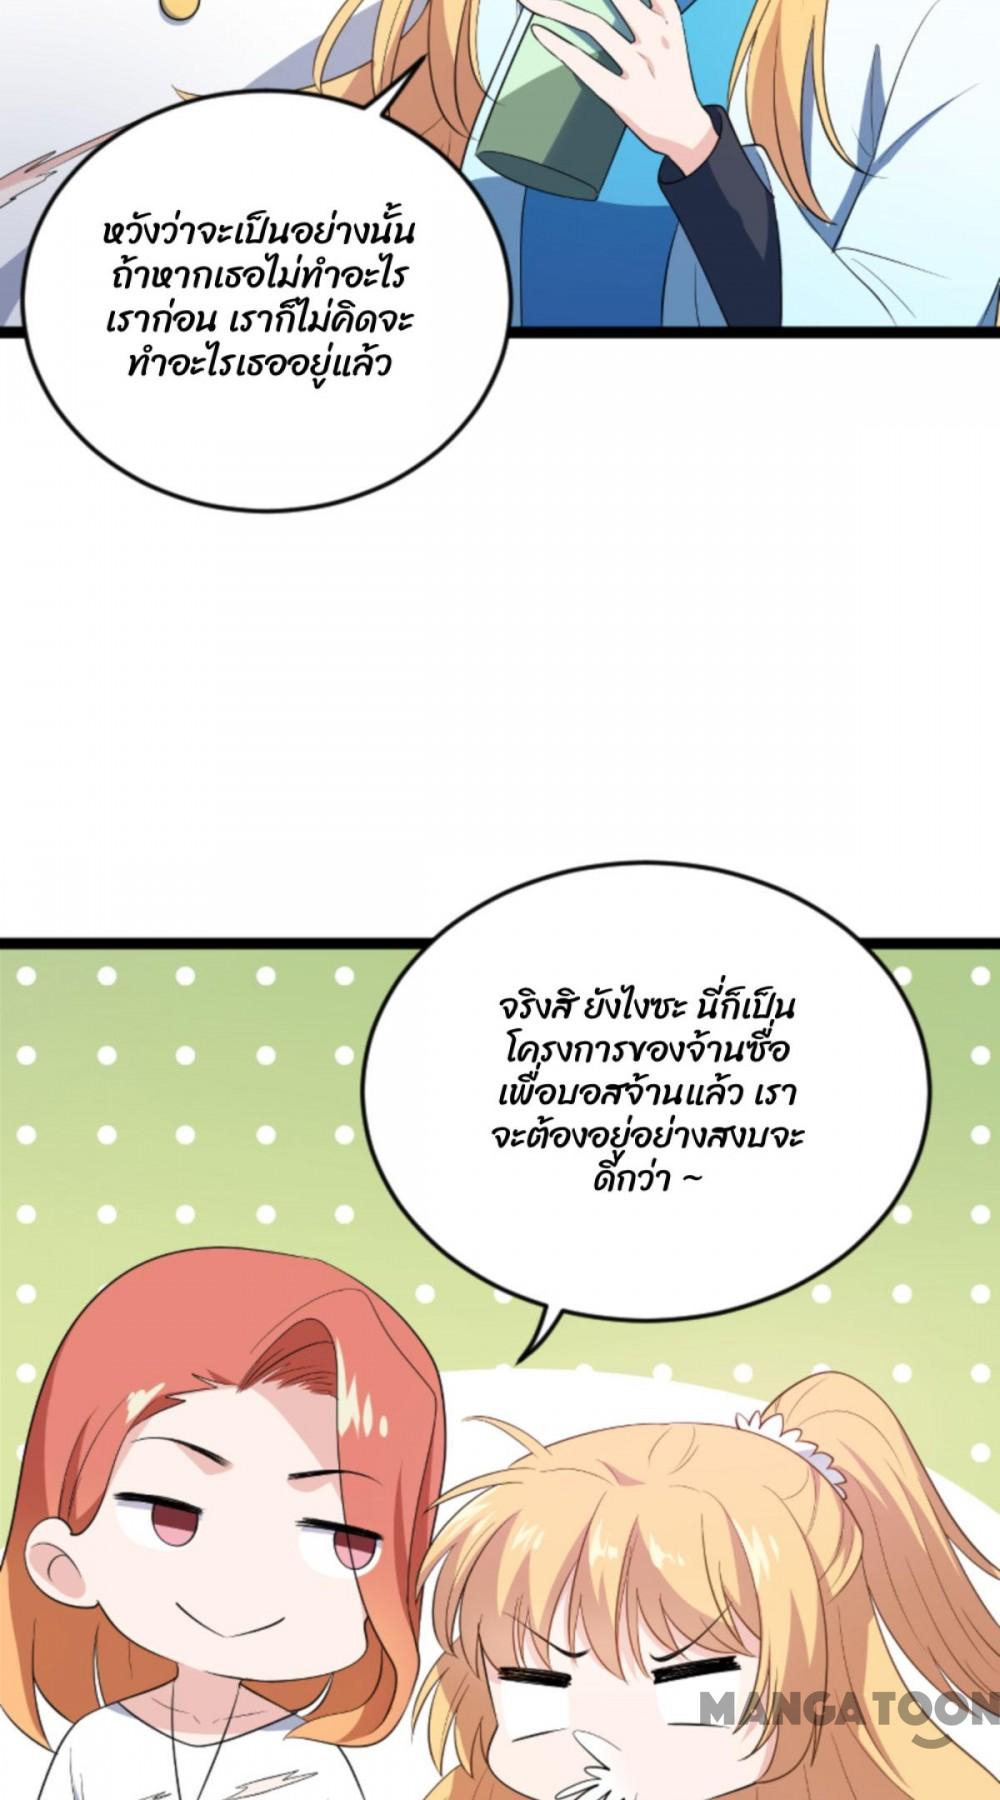 หวังว่าจะเป็นอย่างนั้น
ถ้าหากเธอไม่ทำอะไร
เราก่อน เราก็ไม่คิดจะ
ทำอะไรเธออยู่แล้ว
จริงสิ ยังไงซะ นี่ก็เป็น
โครงการของจ้านซื่อ
เพื่อบอสจ้านแล้ว เรา
จะต้องอยู่อย่างสงบจะ
ดีกว่า ~
MANGATOON